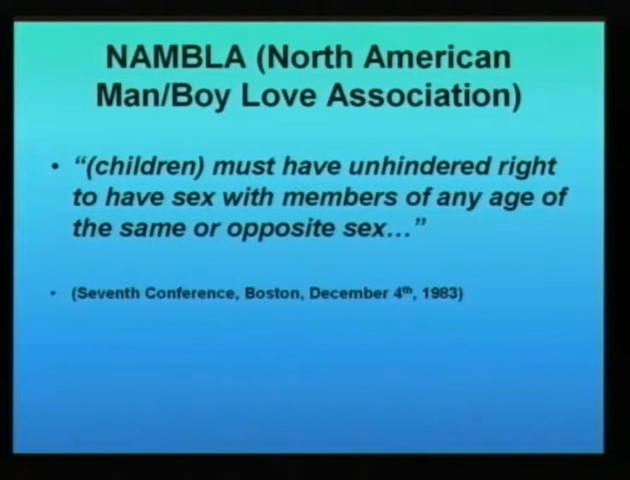 NAMBLA (North American
Man/Boy Love Association)
• "(children) must have unhindered right
to have sex with members of any age of
the same or opposite sex…"
• (Seventh Conference, Boston, December 4th, 1983)